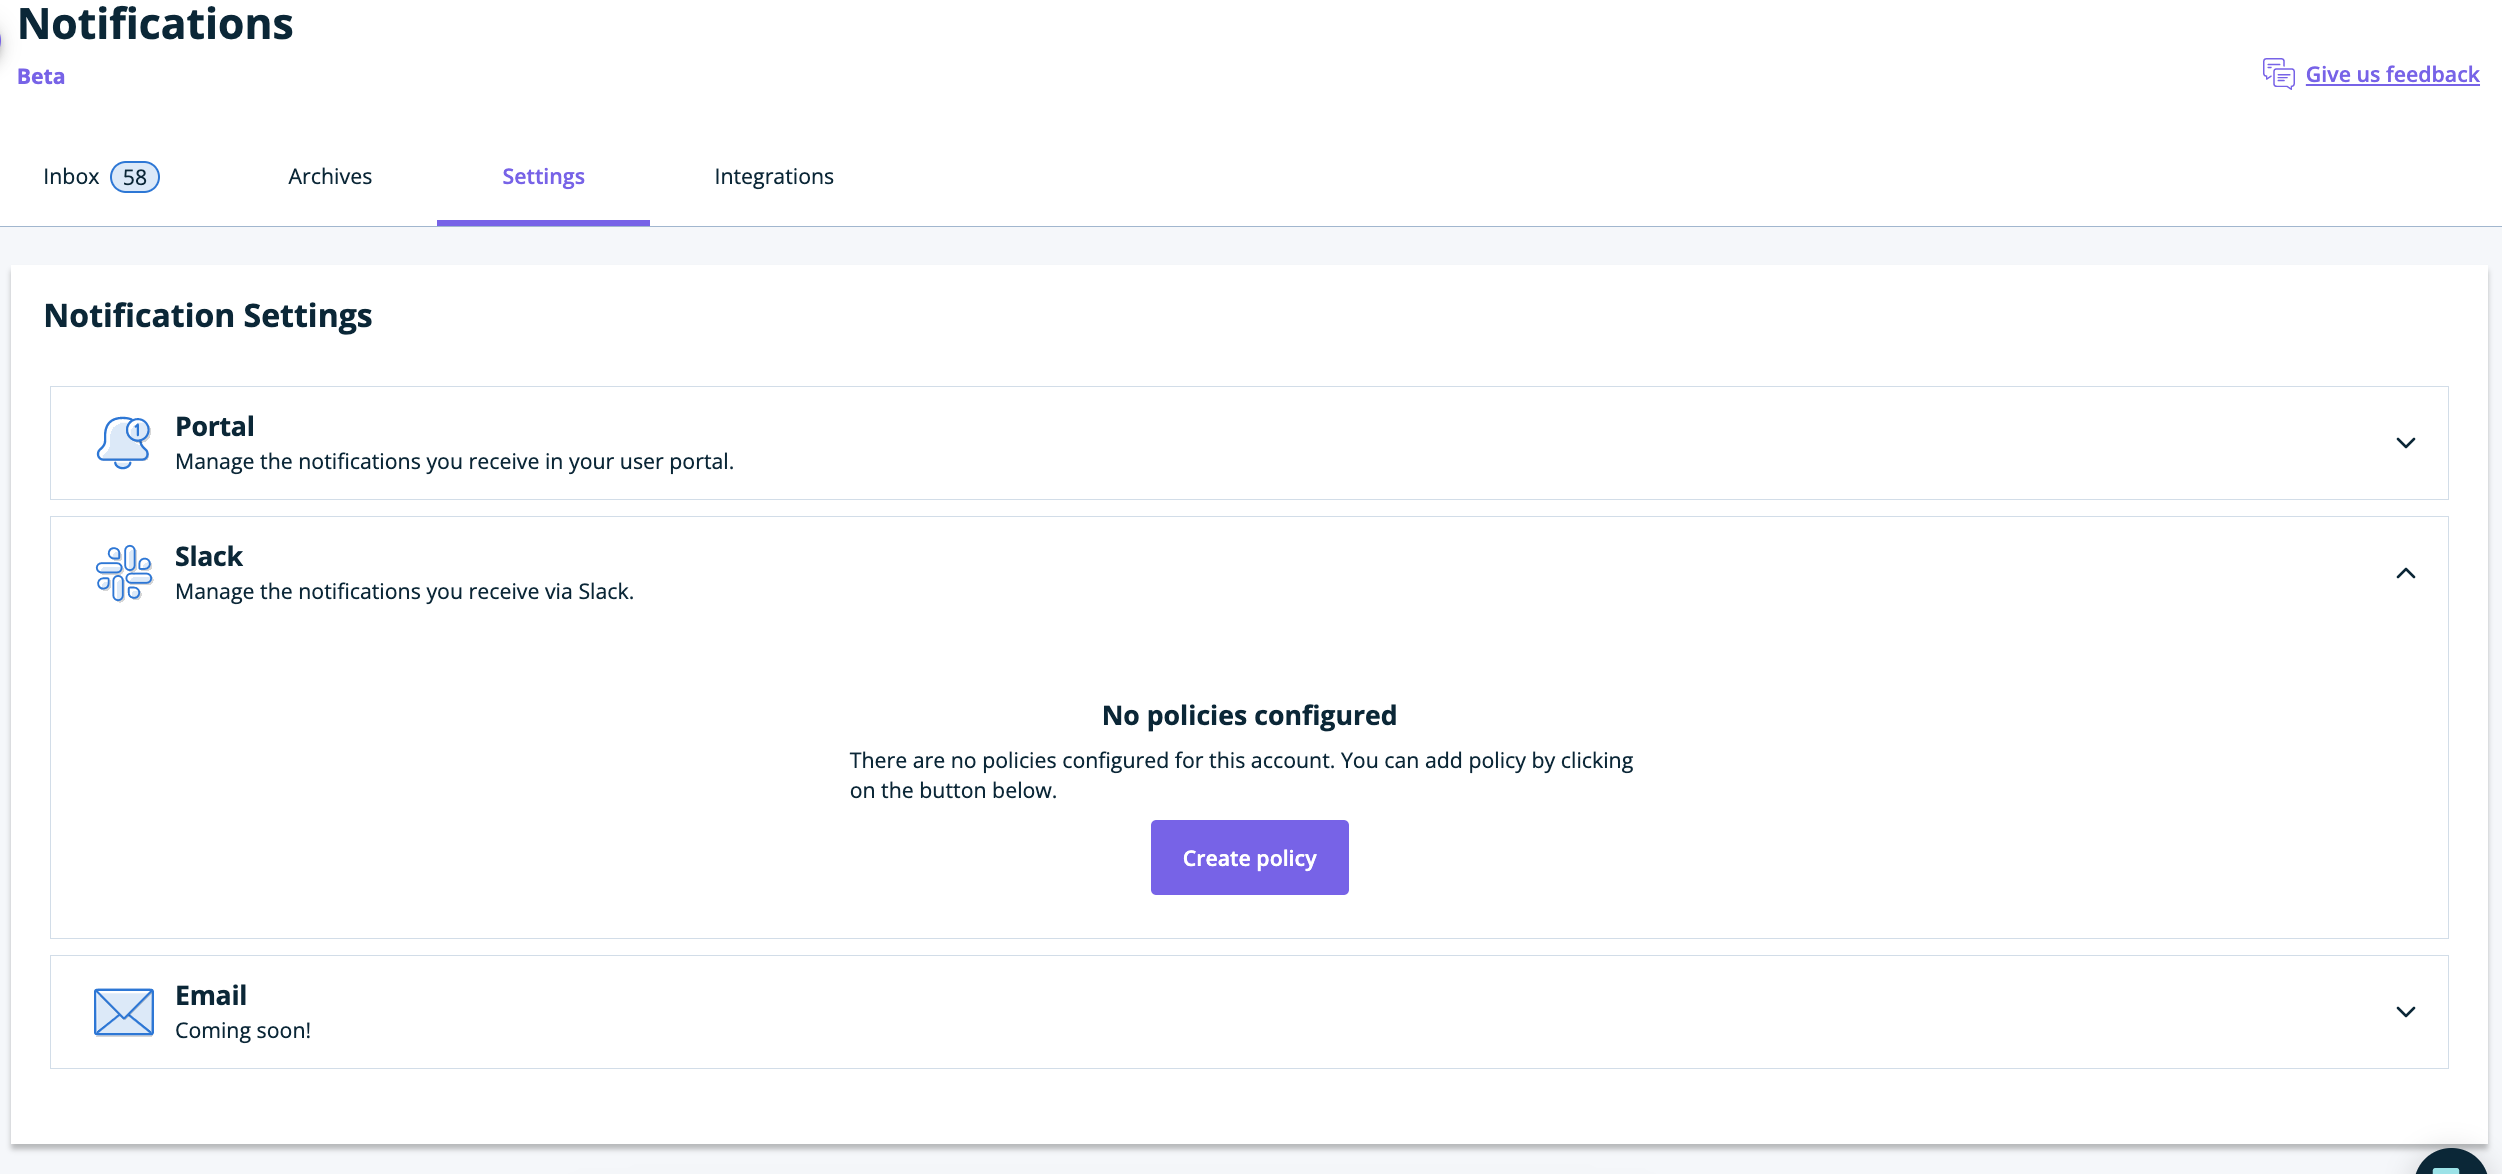 Notifications
Beta
Give us feedback
Inbox 58 Archives Settings Integrations
Notification Settings
1
Portal
Manage the notifications you receive in your user portal.
Slack
Manage the notifications you receive via Slack.
No policies configured
There are no policies configured for this account. You can add policy by clicking
on the button below.
Create policy
Email
Coming soon!